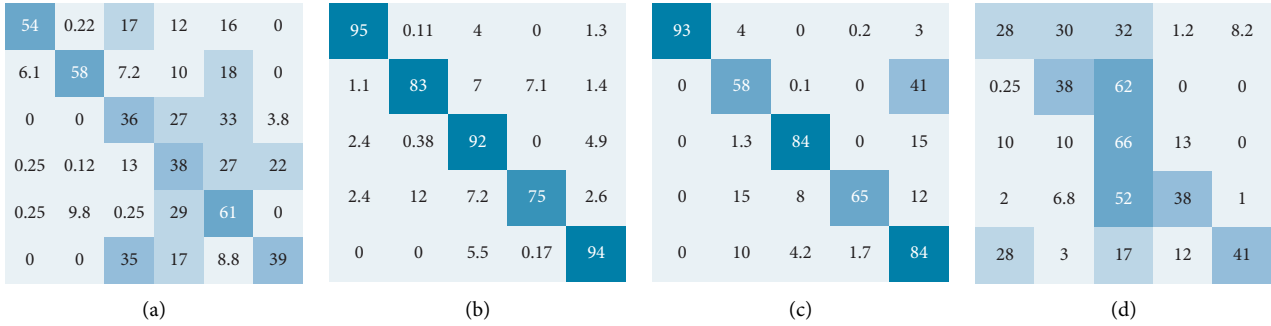 54 0.22 17 12 16 0
6.1 58 7.2 10 18 0
0 0 36 27 33 3.8
0.25 0.12 13 38 27 22
0.25 9.8 0.25 29 61 0
0 0 35 17 8.8 39
(a)
95 0.11 4 0 1.3
1.1 83 7 7.1 1.4
2.4 0.38 92 0 4.9
2.4 12 7.2 75 2.6
0 0 5.5 0.17 94
(b)
93 4 0 0.2 3
0 58 0.1 0 41
0 1.3 84 0 15
0 15 8 65 12
0 10 4.2 1.7 84
(c)
28 30 32 1.2 8.2
0.25 38 62 0 0
10 10 66 13 0
2 6.8 52 38 1
28 3 17 12 41
(d)